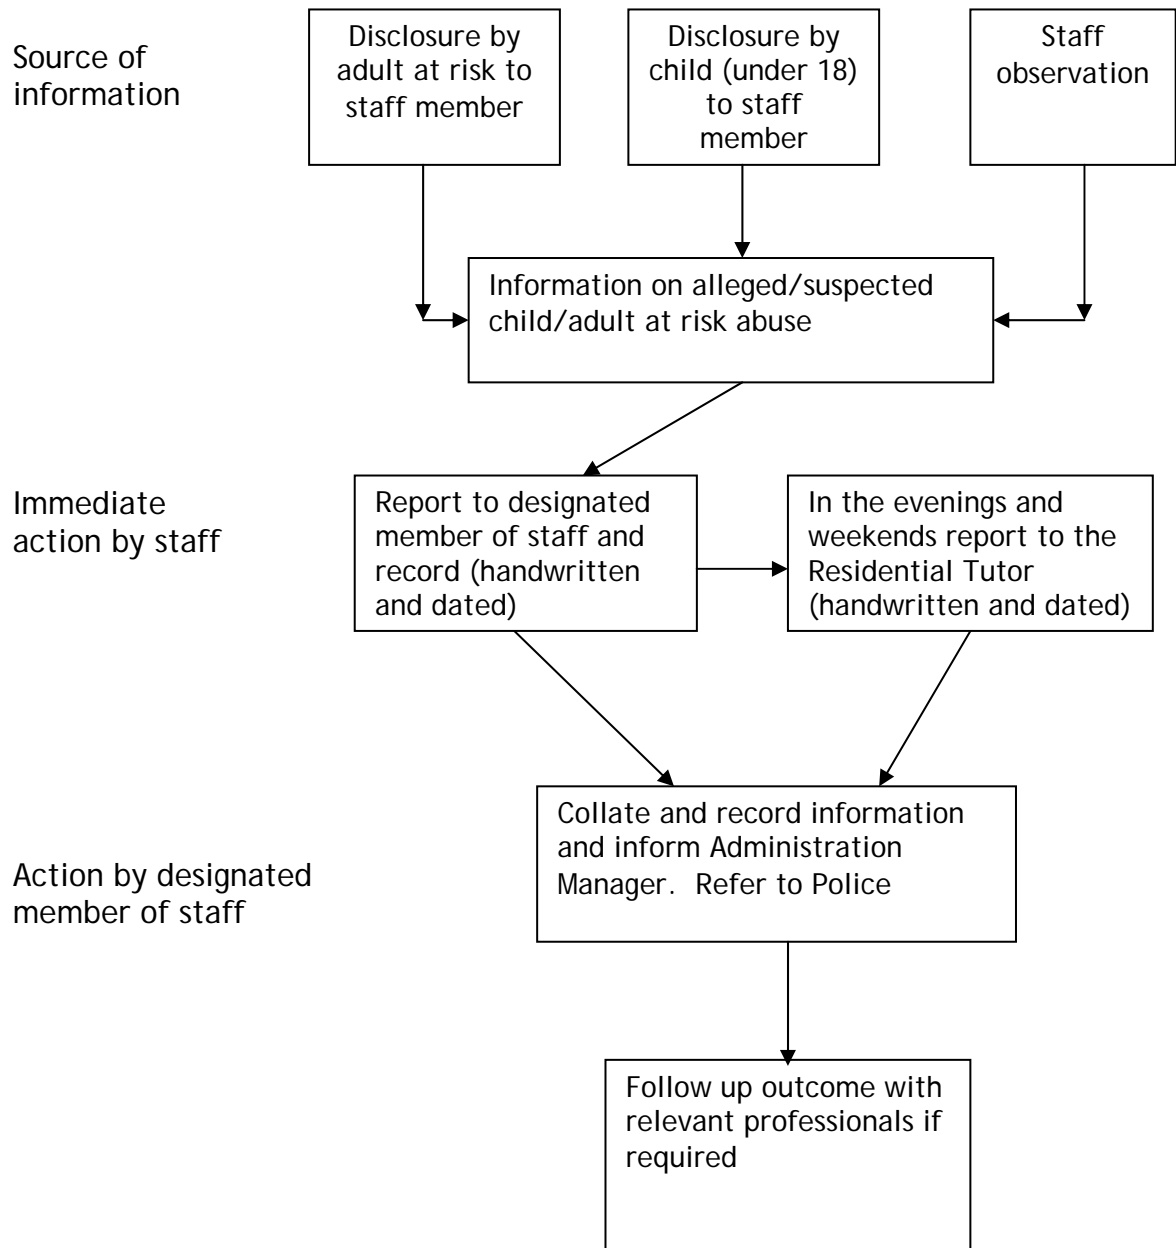 Source of
information
Disclosure by
adult at risk to
staff member
Disclosure by
child (under 18)
to staff
member
Staff
observation
Information on alleged/suspected
child/adult at risk abuse
Immediate
action by staff
Report to designated
member of staff and
record (handwritten
and dated)
In the evenings and
weekends report to the
Residential Tutor
(handwritten and dated)
Action by designated
member of staff
Collate and record information
and inform Administration
Manager.  Refer to Police
Follow up outcome with
relevant professionals if
required